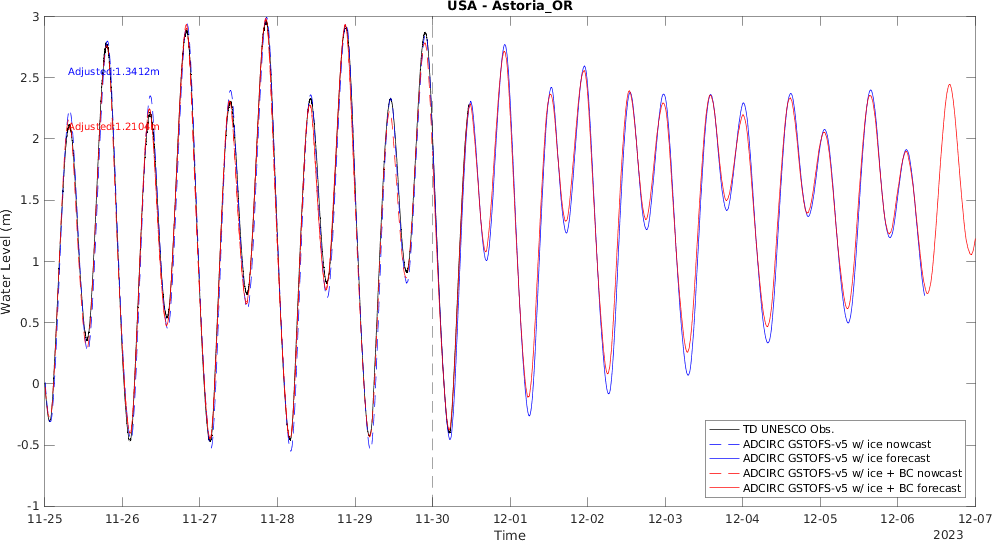 USA - Astoria_OR
3
2.5
2
1.5
1
0.5
0
-0.5
-1
Water Level (m)
Adjusted:1.3412m
Adjusted:1.2104m
TD UNESCO Obs.
ADCIRC GSTOFS-v5 w/ ice nowcast
ADCIRC GSTOFS-v5 w/ ice forecast
ADCIRC GSTOFS-v5 w/ ice + BC nowcast
ADCIRC GSTOFS-v5 w/ ice + BC forecast
11-25 11-26 11-27 11-28 11-29 11-30 12-01 12-02 12-03 12-04 12-05 12-06 12-07
Time
2023